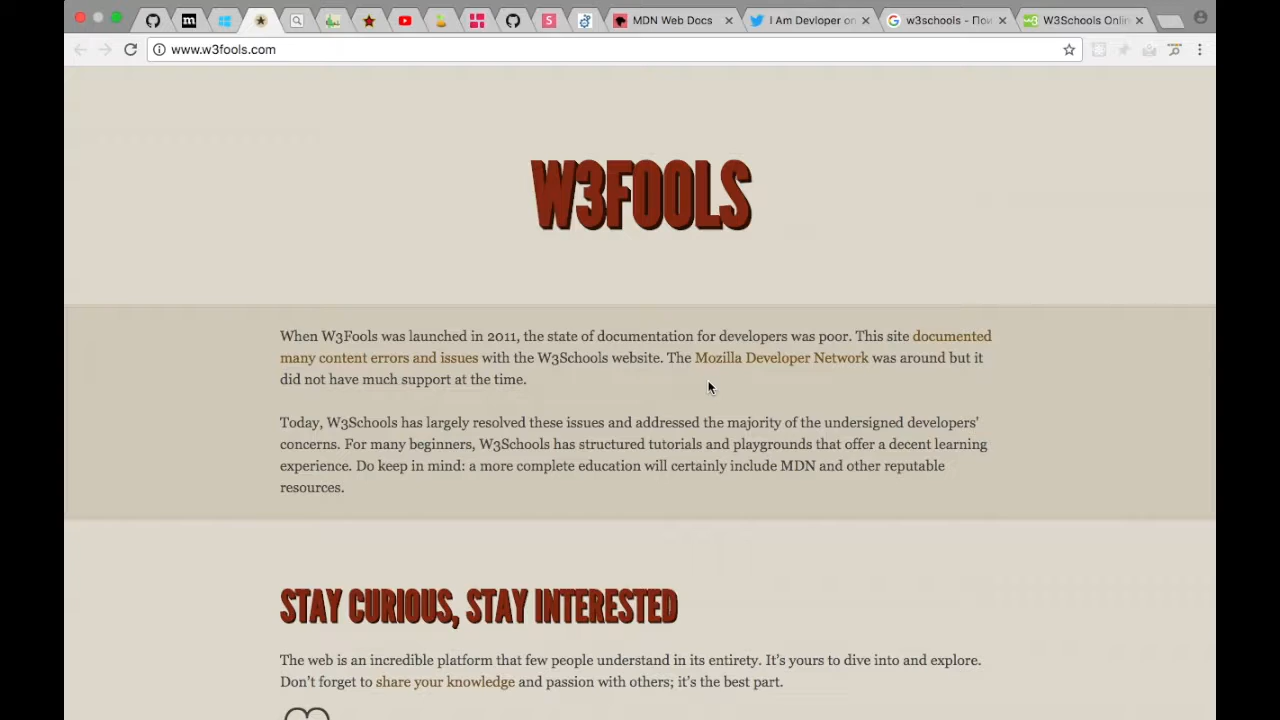 MDN Web Docs
I Am Devloper on
w3schools - Пои
W3Schools Onlin
www.w3fools.com
W3FOOLS
When W3Fools was launched in 2011, the state of documentation for developers was poor. This site documented
many content errors and issues with the W3Schools website. The Mozilla Developer Network was around but it
did not have much support at the time.
Today, W3Schools has largely resolved these issues and addressed the majority of the undersigned developers'
concerns. For many beginners, W3Schools has structured tutorials and playgrounds that offer a decent learning
experience. Do keep in mind: a more complete education will certainly include MDN and other reputable
resources.
STAY CURIOUS, STAY INTERESTED
The web is an incredible platform that few people understand in its entirety. It's yours to dive into and explore.
Don't forget to share your knowledge and passion with others; it's the best part.